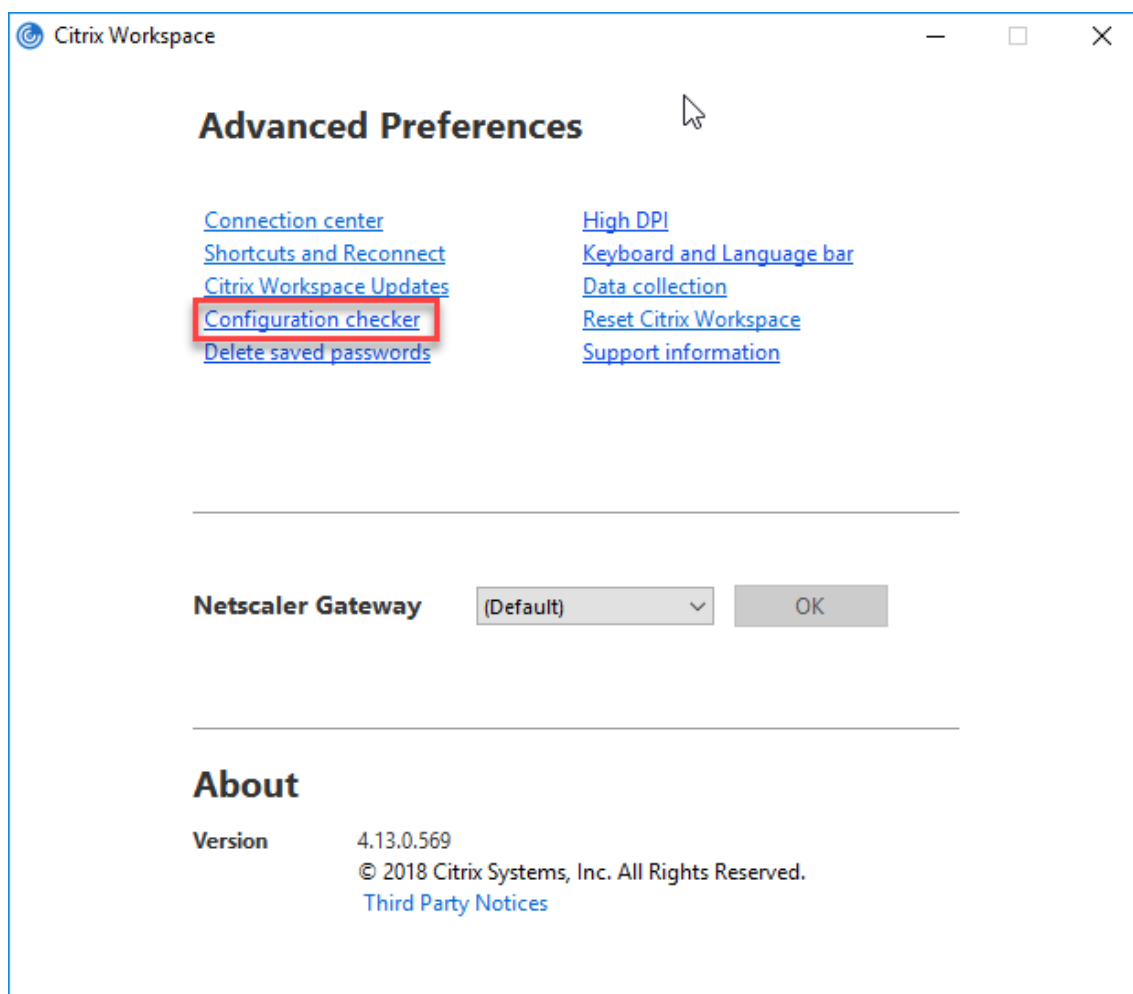 Citrix Workspace
Advanced Preferences
Connection center
Shortcuts and Reconnect
Citrix Workspace Updates
Configuration checker
Delete saved passwords
High DPI
Keyboard and Language bar
Data collection
Reset Citrix Workspace
Support information
Netscaler Gateway
(Default)
OK
About
Version 4.13.0.569
© 2018 Citrix Systems, Inc. All Rights Reserved.
Third Party Notices